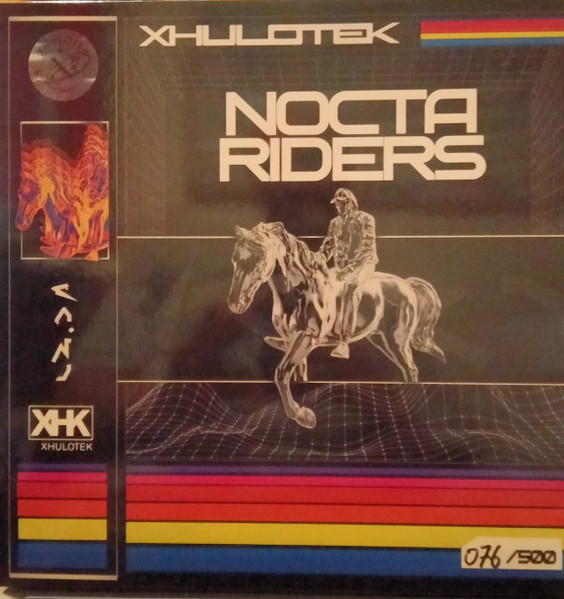 XHULOTEK
NOCTA
RIDERS
XHK
XHULOTEK
076/500